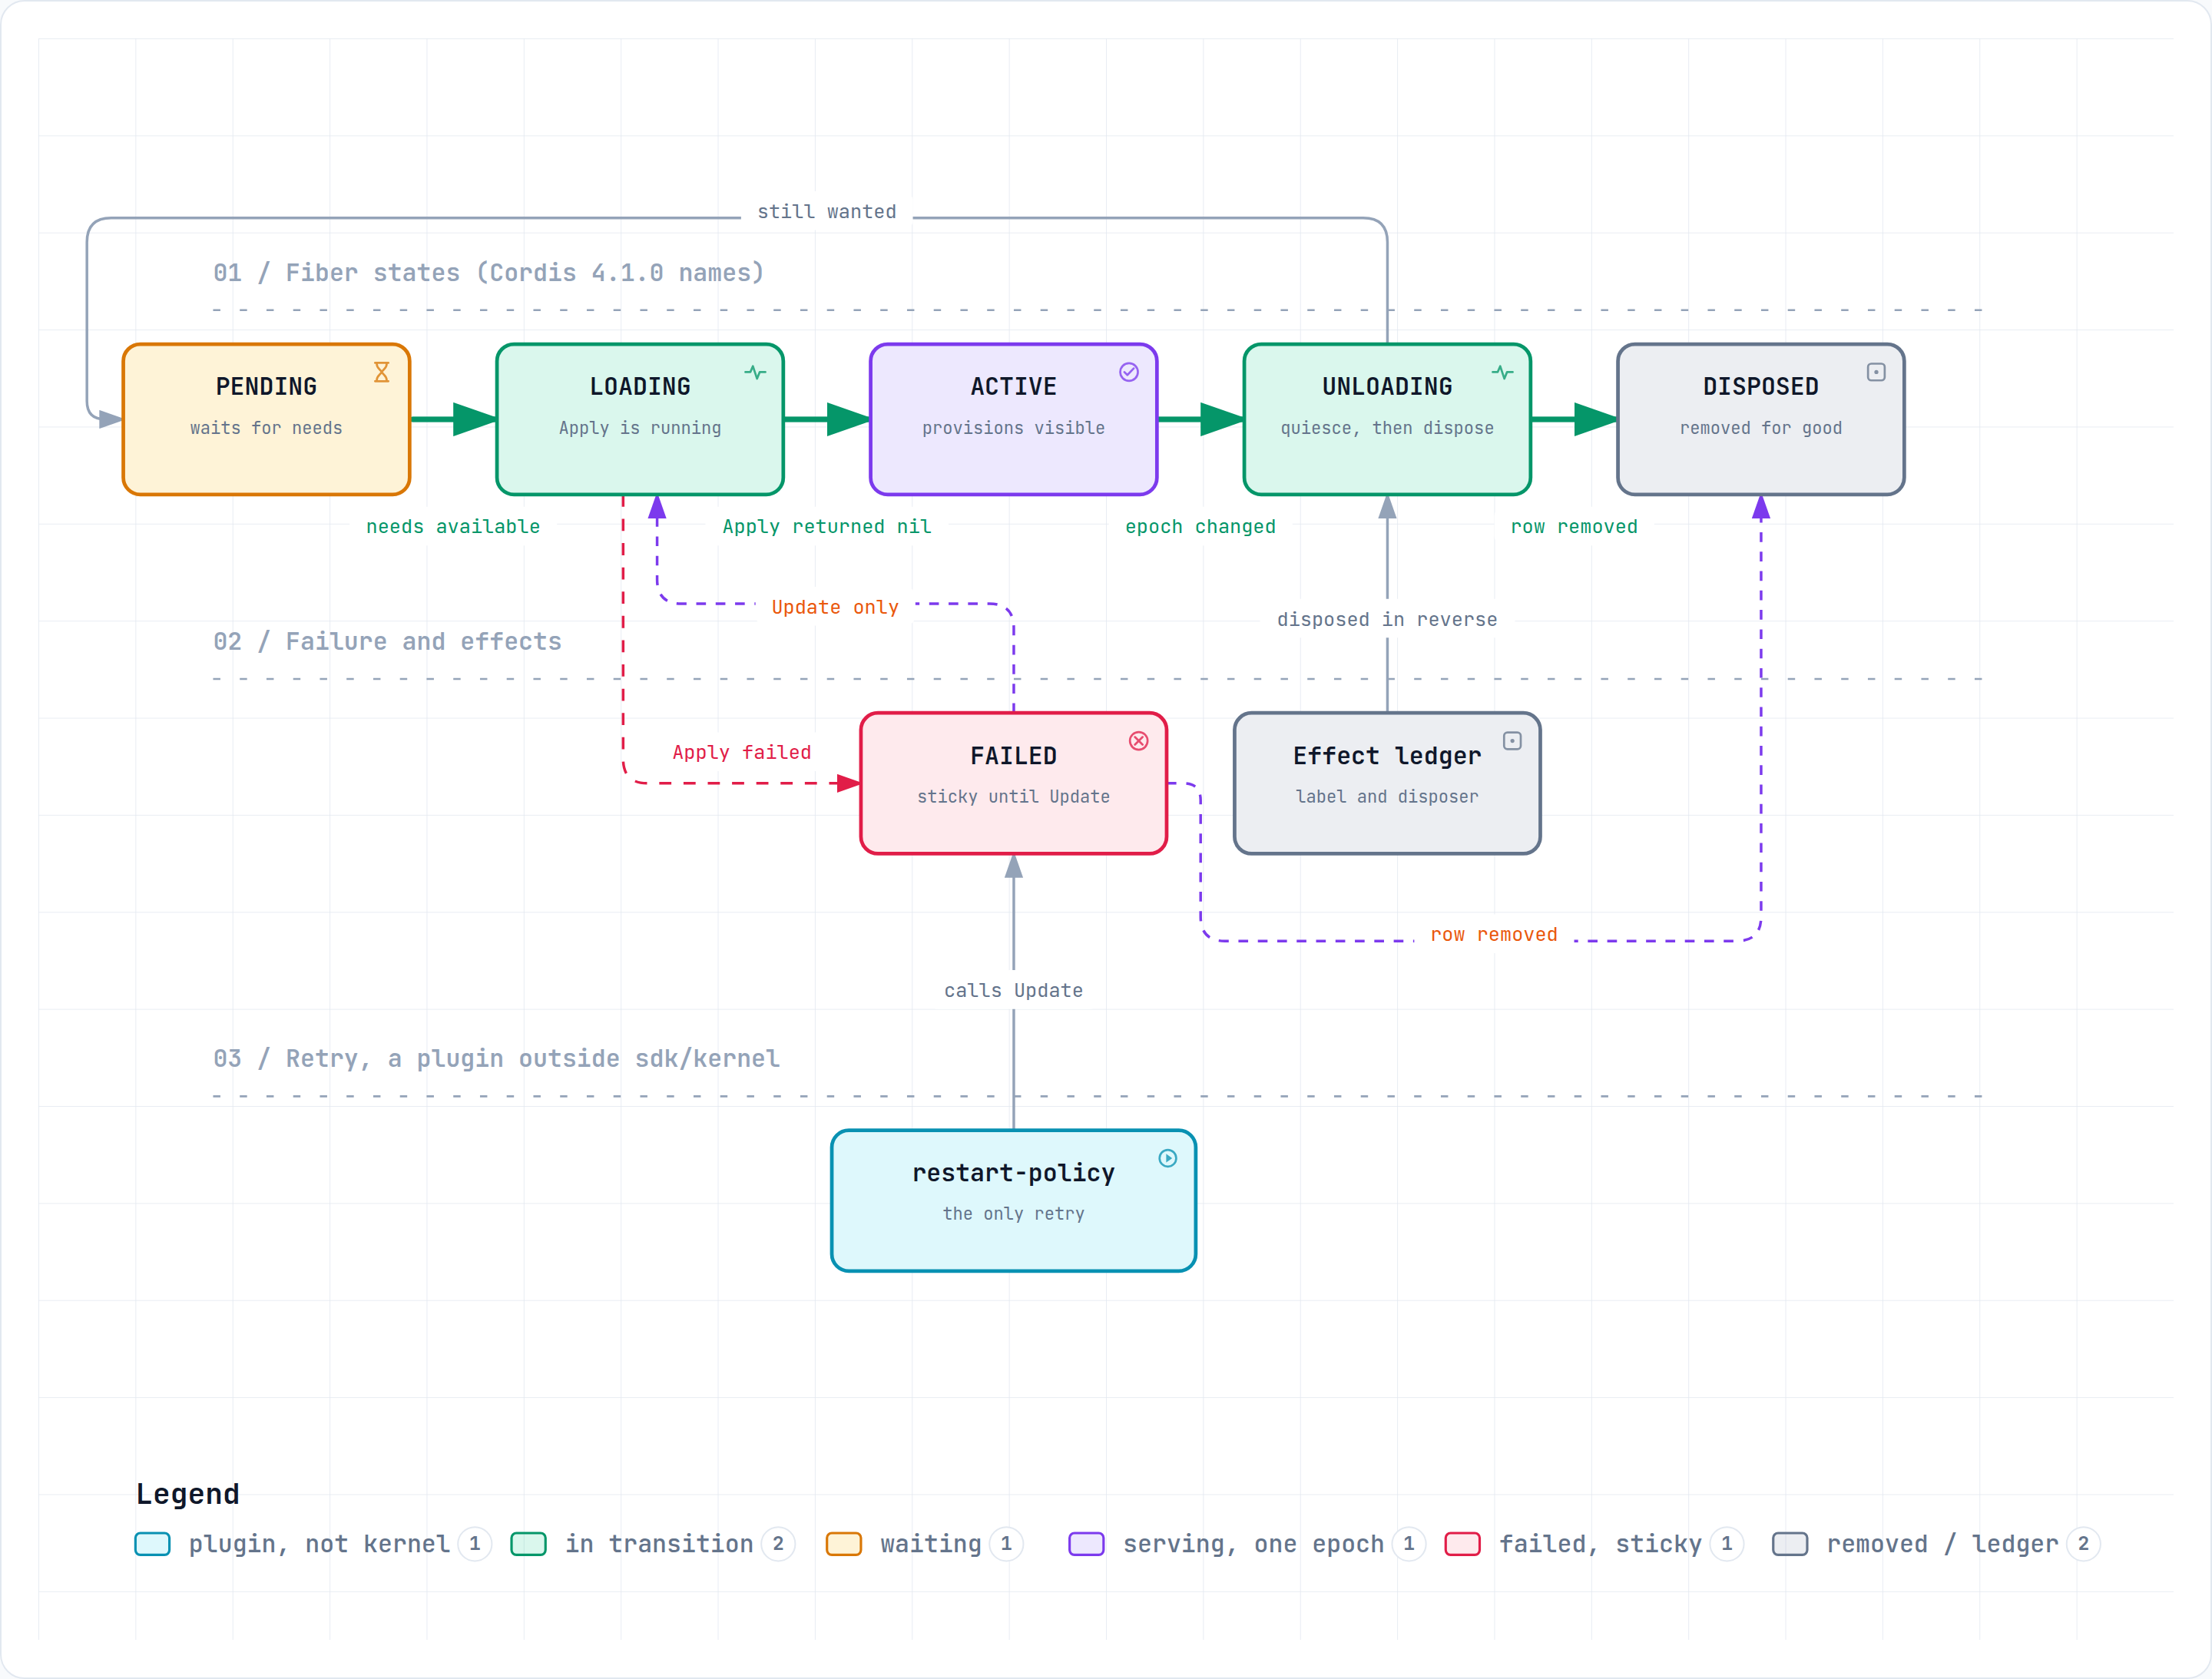 still wanted
01 / Fiber states (Cordis 4.1.0 names)
PENDING
waits for needs
LOADING
Apply is running
ACTIVE
provisions visible
UNLOADING
quiesce, then dispose
DISPOSED
removed for good
needs available
Apply returned nil
epoch changed
row removed
Update only
disposed in reverse
02 / Failure and effects
Apply failed
FAILED
sticky until Update
Effect ledger
label and disposer
row removed
calls Update
03 / Retry, a plugin outside sdk/kernel
restart-policy
the only retry
Legend
plugin, not kernel 1
in transition 2
waiting 1
serving, one epoch 1
failed, sticky 1
removed / ledger 2